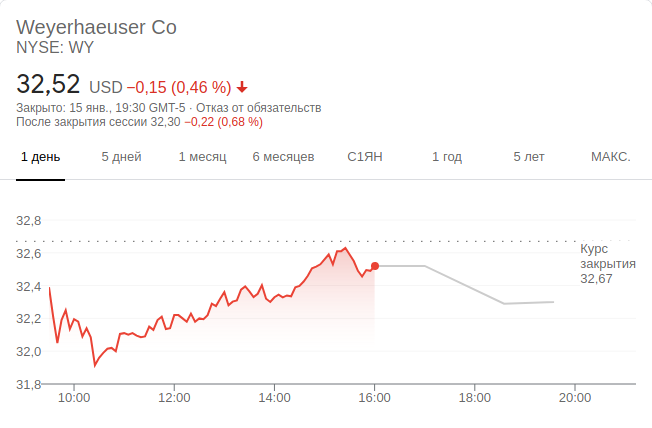 Weyerhaeuser Co
NYSE: WY
32,52 USD −0,15 (0,46 %)
Закрыто: 15 янв., 19:30 GMT-5 · Отказ от обязательств
После закрытия сессии 32,30 −0,22 (0,68 %)
1 день 5 дней 1 месяц 6 месяцев С1ЯН 1 год 5 лет МАКС.
32,8
32,6
32,4
32,2
32,0
31,8
Курс
закрытия
32,67
10:00 12:00 14:00 16:00 18:00 20:00